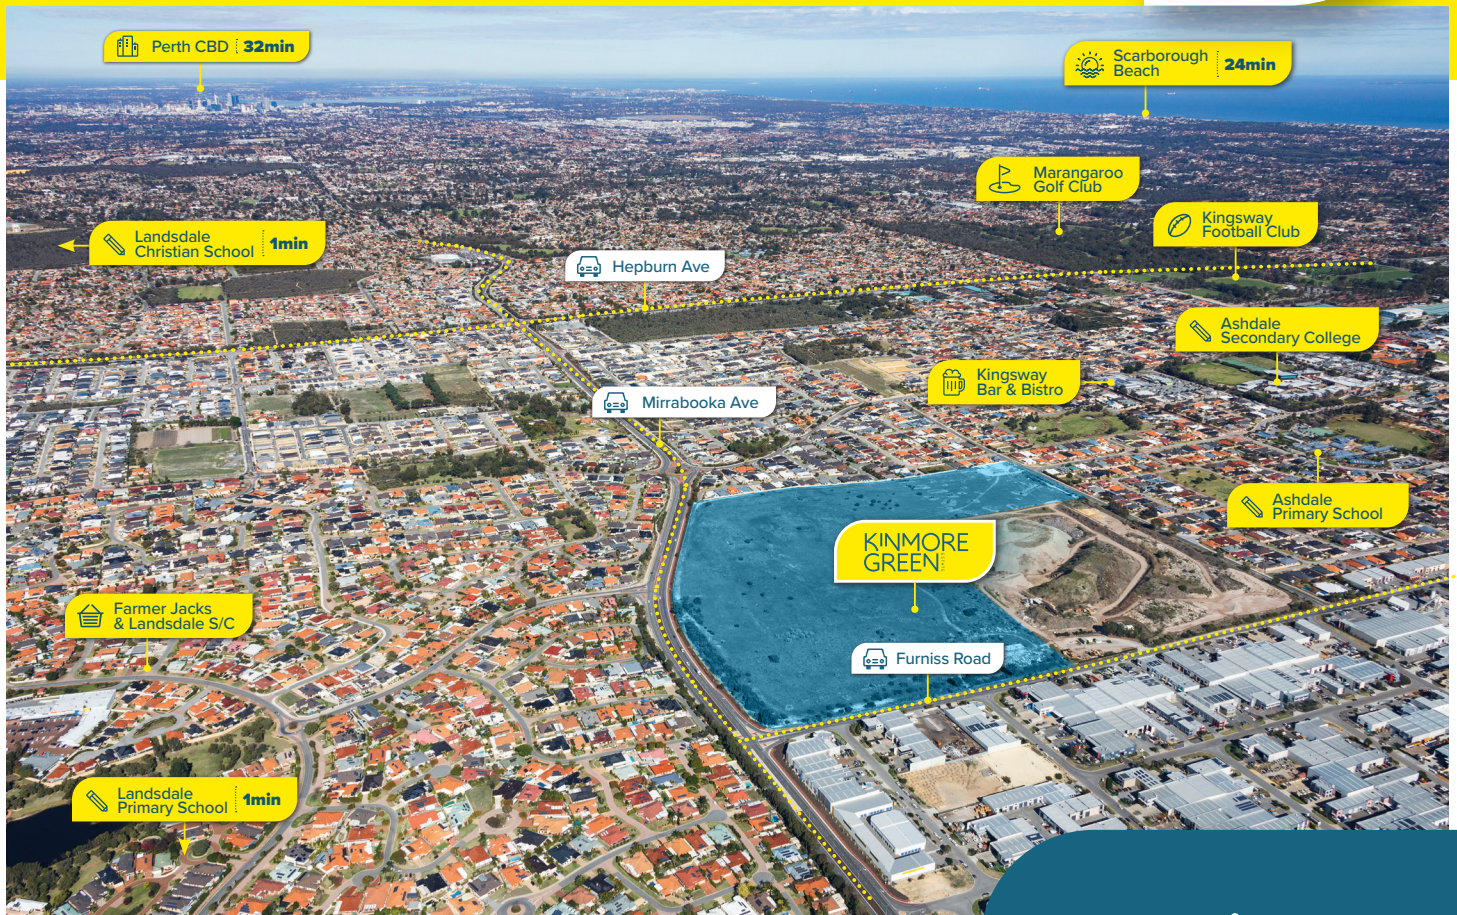 Perth CBD 32min
Scarborough
Beach 24min
Marangaroo
Golf Club
Kingsway
Football Club
Landsdale
Christian School 1min
Hepburn Ave
Ashdale
Secondary College
Kingsway
Bar & Bistro
Mirrabooka Ave
Ashdale
Primary School
KINMORE
GREEN
Farmer Jacks
& Landsdale S/C
Furniss Road
Landsdale
Primary School 1min